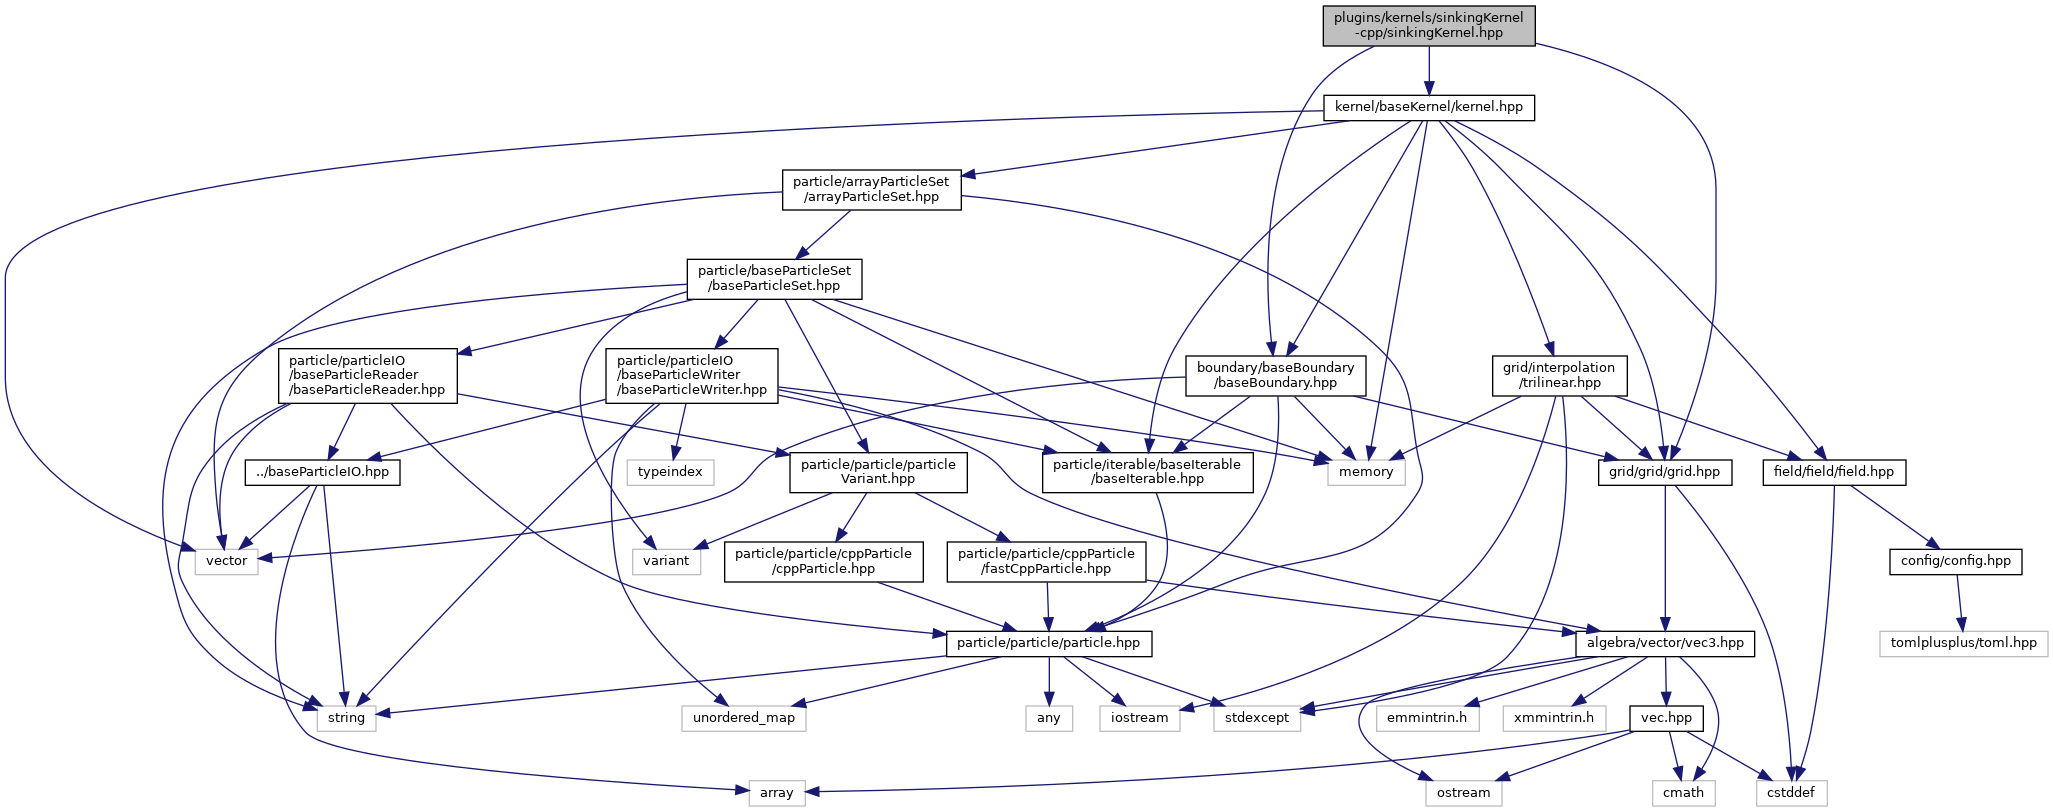 plugins/kernels/sinkingKernel
-cpp/sinkingKernel.hpp
kernel/baseKernel/kernel.hpp
particle/arrayParticleSet
/arrayParticleSet.hpp
particle/baseParticleSet
/baseParticleSet.hpp
particle/particleIO
/baseParticleReader
/baseParticleReader.hpp
particle/particleIO
/baseParticleWriter
/baseParticleWriter.hpp
boundary/baseBoundary
/baseBoundary.hpp
grid/interpolation
/trilinear.hpp
../baseParticleIO.hpp
typeindex
particle/particle/particle
Variant.hpp
particle/iterable/baseIterable
/baseIterable.hpp
memory
grid/grid/grid.hpp
field/field/field.hpp
vector
variant
particle/particle/cppParticle
/cppParticle.hpp
particle/particle/cppParticle
/fastCppParticle.hpp
config/config.hpp
particle/particle/particle.hpp
algebra/vector/vec3.hpp
tomlplusplus/toml.hpp
string
unordered_map
any
iostream
stdexcept
emmintrin.h
xmmintrin.h
vec.hpp
array
ostream
cmath
cstddef